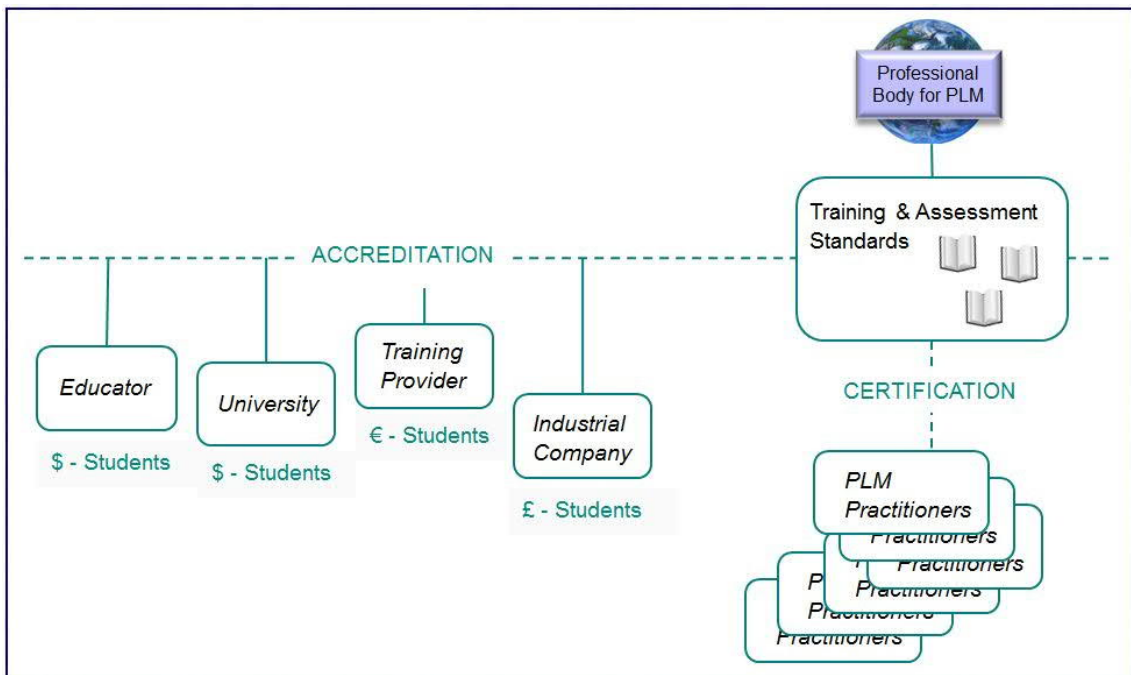 Professional
Body for PLM
Training & Assessment
Standards
ACCREDITATION
Educator
$ - Students
University
$ - Students
Training
Provider
€ - Students
Industrial
Company
£ - Students
CERTIFICATION
PLM
Practitioners
Practitioners
Practitioners
Practitioners
Practitioners
Practitioners